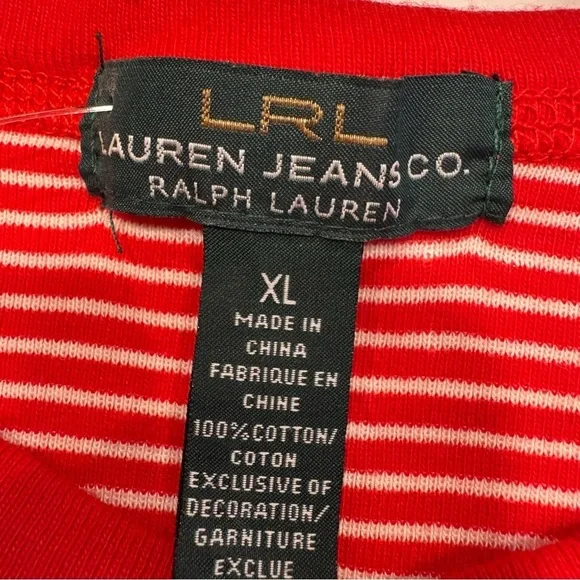 LRL
LAUREN JEANS CO.
RALPH LAUREN
XL
MADE IN
CHINA
FABRIQUE EN
CHINE
100%COTTON/
COTON
EXCLUSIVE OF
DECORATION/
GARNITURE
EXCLUE